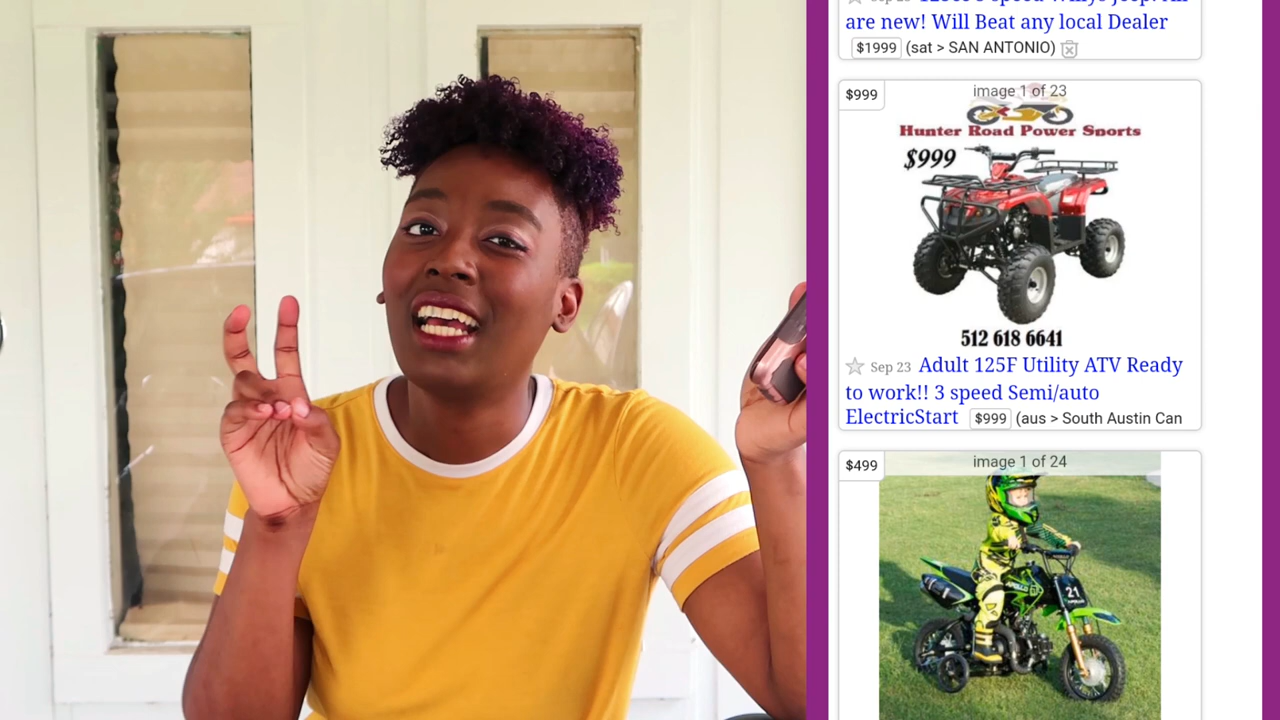 are new! Will Beat any local Dealer
$1999 (sat > SAN ANTONIO)
$999
image 1 of 23
Hunter Road Power Sports
$999
512 618 6641
Sep 23 Adult 125F Utility ATV Ready
to work!! 3 speed Semi/auto
ElectricStart $999 (aus > South Austin Can
$499
image 1 of 24
21